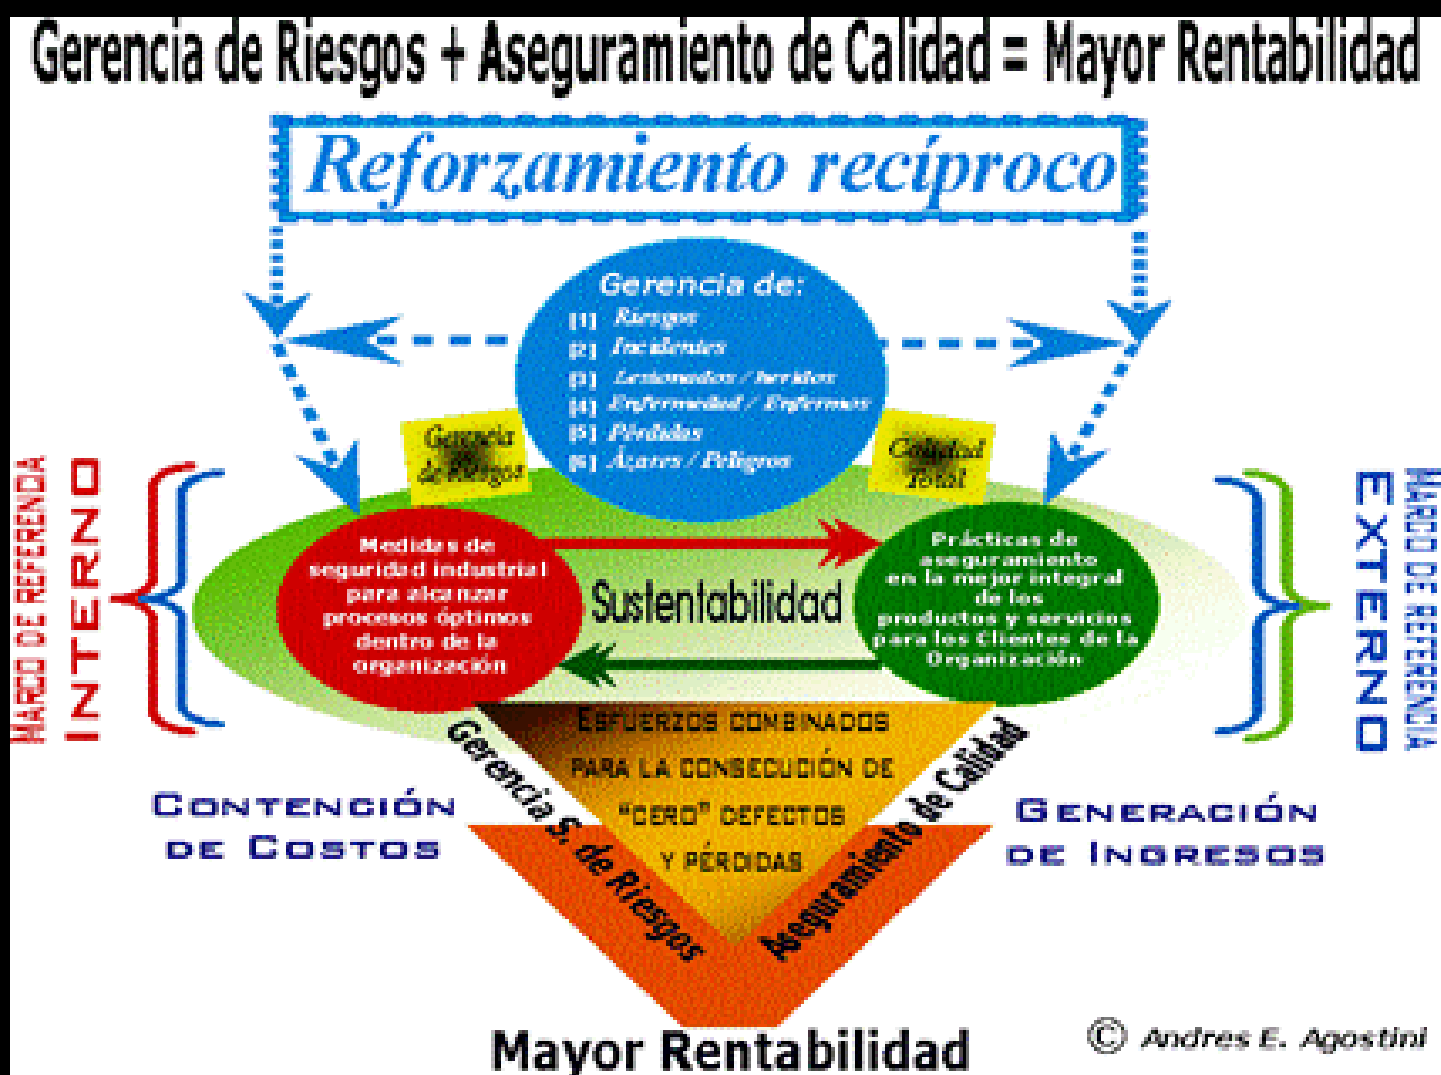 Gerencia de Riesgos + Aseguramiento de Calidad = Mayor Rentabilidad
Reforzamiento recíproco
Gerencia de:
[1] Riesgos
[2] Incidentes
[3] Lesionados / heridos
[4] Enfermedad / Enfermos
[5] Pérdidas
[6] Ázares / Peligros
Gerencia
de Riesgos
Calidad
Total
MARCO DE REFERENCIA
INTERNO
EXTERNO
MARCO DE REFERENCIA
Medidas de
seguridad industrial
para alcanzar
procesos óptimos
dentro de la
organización
Sustentabilidad
Prácticas de
aseguramiento
en la mejor integral
de los
productos y servicios
para los Clientes de la
Organización
ESFUERZOS COMBINADOS
PARA LA CONSECUCIÓN DE
"CERO" DEFECTOS
Y PÉRDIDAS
Gerencia S. de Riesgos
Aseguramiento de Calidad
CONTENCIÓN
DE COSTOS
GENERACIÓN
DE INGRESOS
Mayor Rentabilidad
© Andres E. Agostini